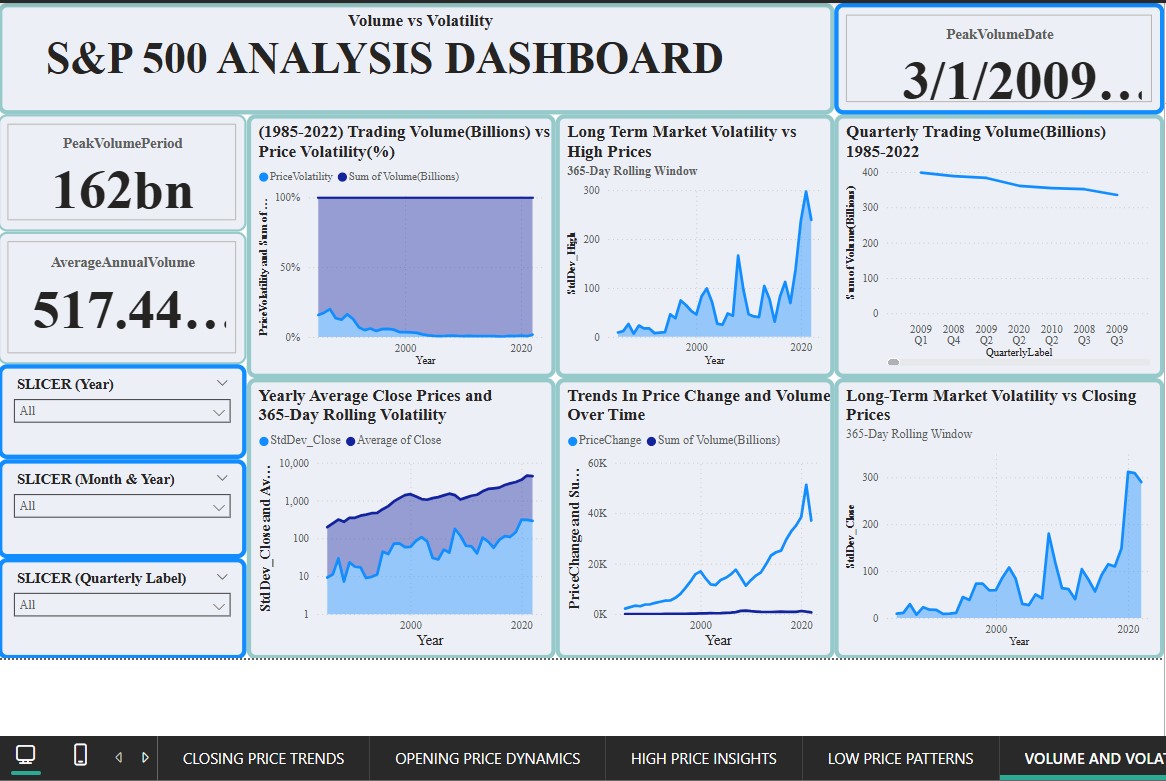 Volume vs Volatility
S&P 500 ANALYSIS DASHBOARD
PeakVolumeDate
3/1/2009...
PeakVolumePeriod
162bn
AverageAnnualVolume
517.44...
SLICER (Year)
All
SLICER (Month & Year)
All
SLICER (Quarterly Label)
All
(1985-2022) Trading Volume(Billions) vs
Price Volatility(%)
PriceVolatility Sum of Volume(Billions)
PriceVolatility and Sum of...
100%
50%
0%
2000 2020
Year
Long Term Market Volatility vs
High Prices
365-Day Rolling Window
StdDev_High
300
200
100
0
2000 2020
Year
Quarterly Trading Volume(Billions)
1985-2022
Sum of Volume(Billions)
400
300
200
100
0
2009 2008 2009 2020 2010 2008 2009
Q1 Q4 Q2 Q2 Q2 Q3 Q3
QuarterlyLabel
Yearly Average Close Prices and
365-Day Rolling Volatility
StdDev_Close Average of Close
StdDev_Close and Av...
10,000
1,000
100
10
1
2000 2020
Year
Trends In Price Change and Volume
Over Time
PriceChange Sum of Volume(Billions)
PriceChange and Su...
60K
40K
20K
0K
2000 2020
Year
Long-Term Market Volatility vs Closing
Prices
365-Day Rolling Window
StdDev_Close
300
200
100
0
2000 2020
Year
CLOSING PRICE TRENDS OPENING PRICE DYNAMICS HIGH PRICE INSIGHTS LOW PRICE PATTERNS VOLUME AND VOLAT